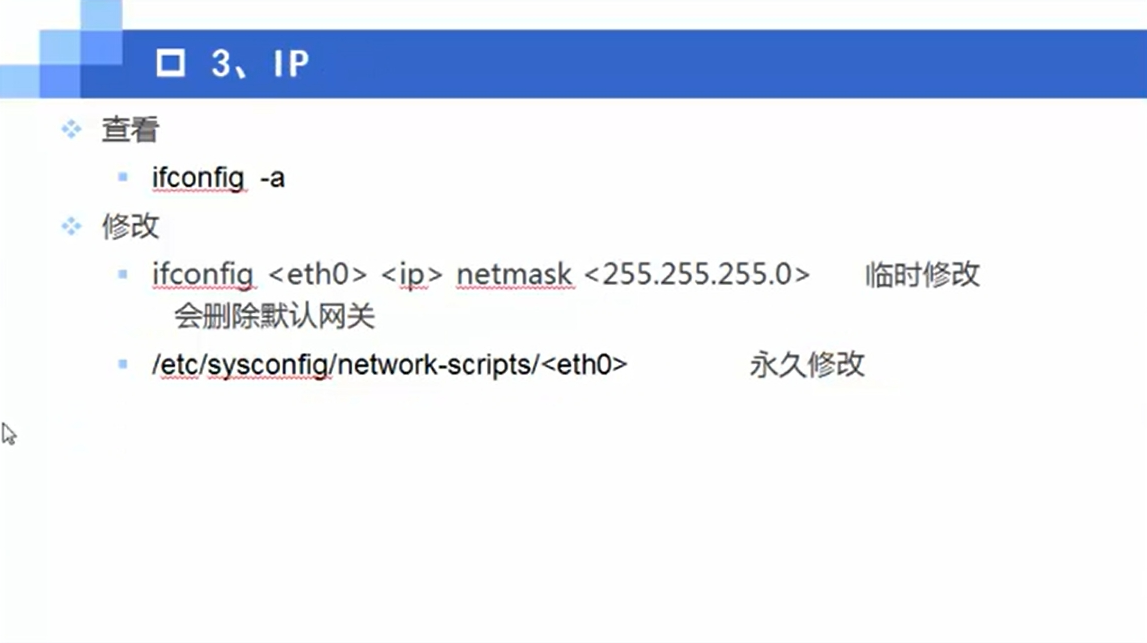 3、IP
查看
ifconfig -a
修改
ifconfig <eth0> <ip> netmask <255.255.255.0> 临时修改
会删除默认网关
/etc/sysconfig/network-scripts/<eth0> 永久修改